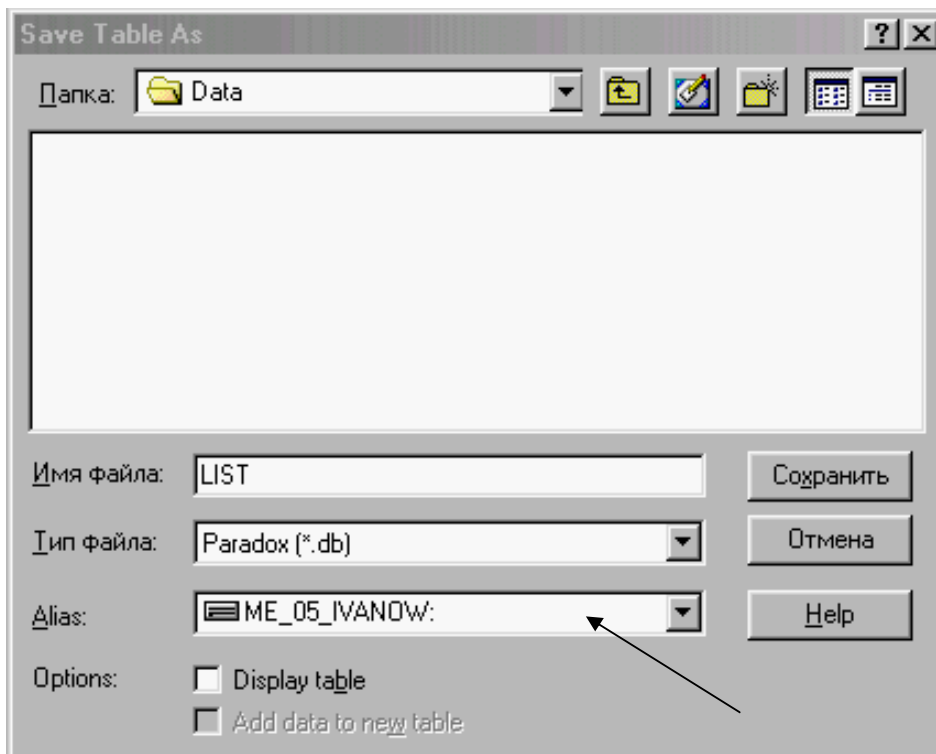 Save Table As
Папка: Data
Имя файла: LIST
Сохранить
Тип файла: Paradox (*.db)
Отмена
Alias: ME_05_IVANOW:
Help
Options: Display table
Add data to new table